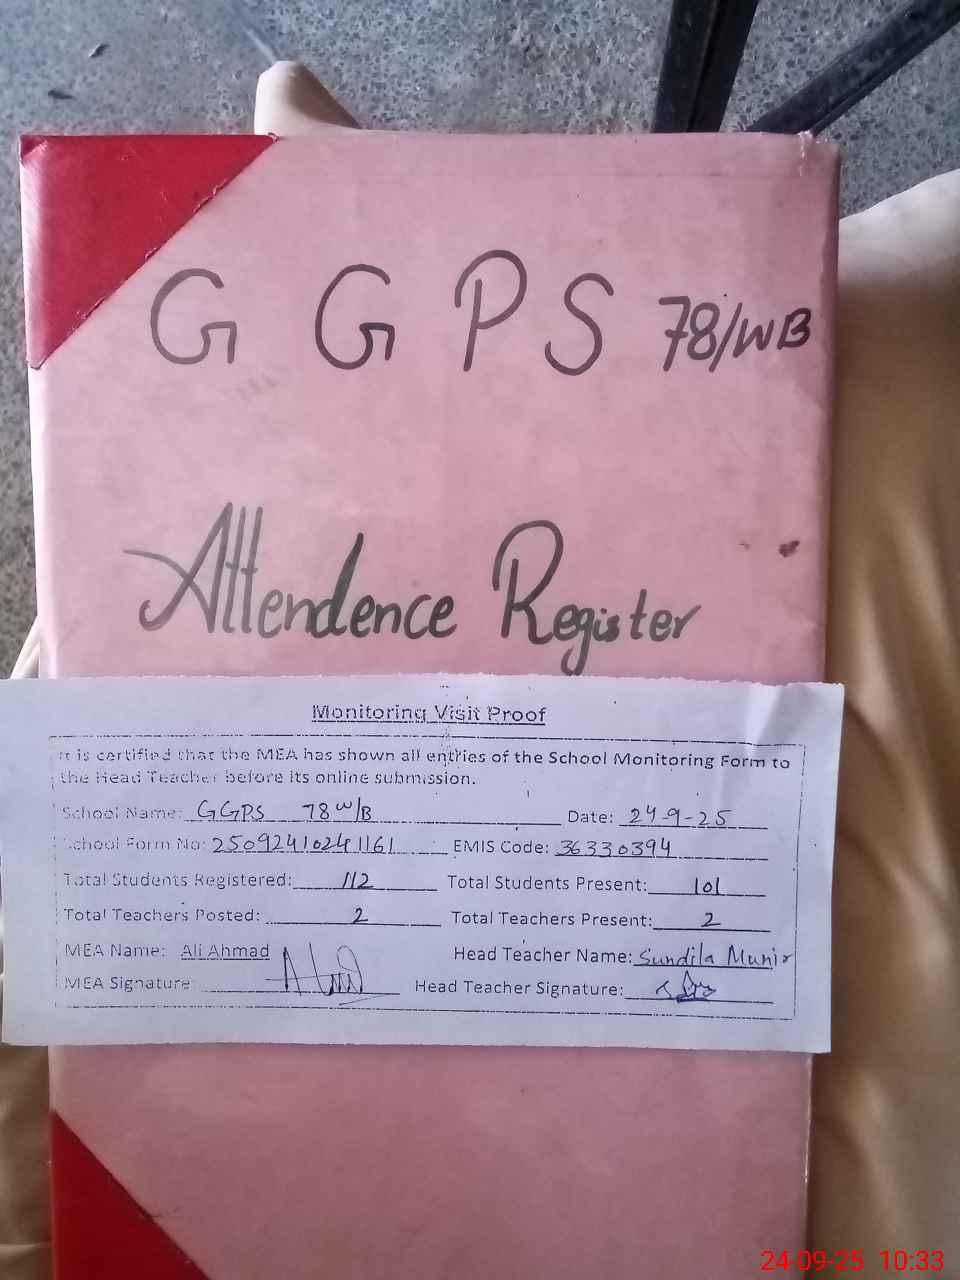 G G P S 78/WB
Attendence Register
Monitoring Visit Proof
It is certified that the MEA has shown all entries of the School Monitoring Form to
the Head Teacher before its online submission.
School Name: GGPS 78 W/B Date: 24-9-25
School Form No: 25092410241161 EMIS Code: 36330394
Total Students Registered: 112 Total Students Present: 101
Total Teachers Posted: 2 Total Teachers Present: 2
MEA Name: Ali Ahmad Head Teacher Name: Sundila Munir
MEA Signature: Head Teacher Signature:
24-09-25 10:33